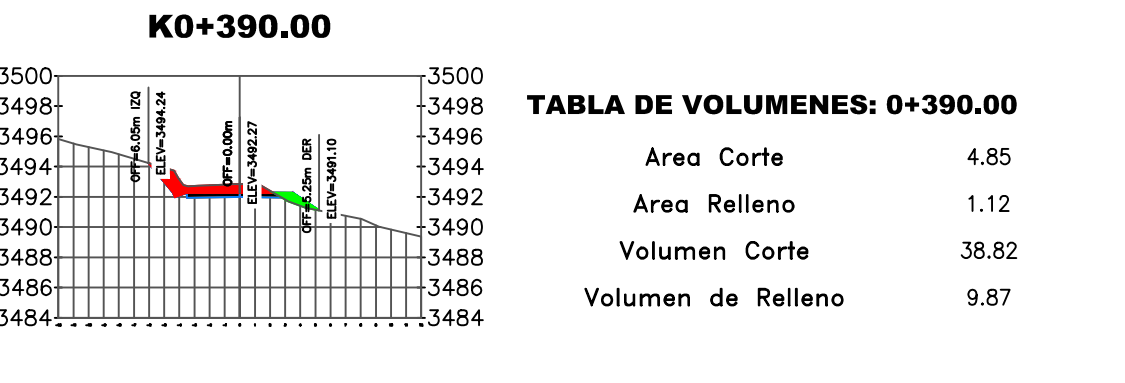 K0+390.00
3500
3498
3496
3494
3492
3490
3488
3486
3484
OFF=6.05m IZQ
ELEV=3494.24
OFF=0.00m
ELEV=3492.27
OFF=5.25m DER
ELEV=3491.10
3500
3498
3496
3494
3492
3490
3488
3486
3484
TABLA DE VOLUMENES: 0+390.00
Area Corte 4.85
Area Relleno 1.12
Volumen Corte 38.82
Volumen de Relleno 9.87